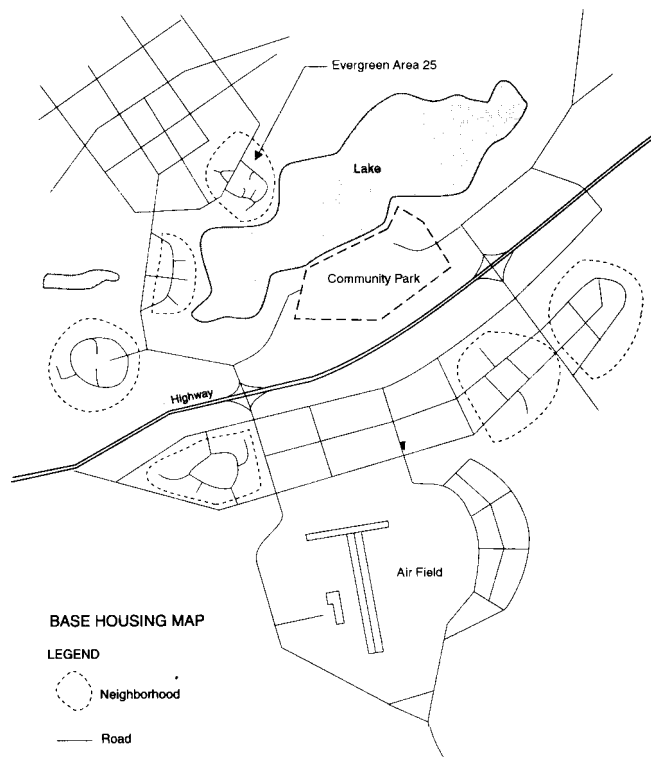 Evergreen Area 25
Lake
Community Park
Highway
Air Field
BASE HOUSING MAP
LEGEND
Neighborhood
Road